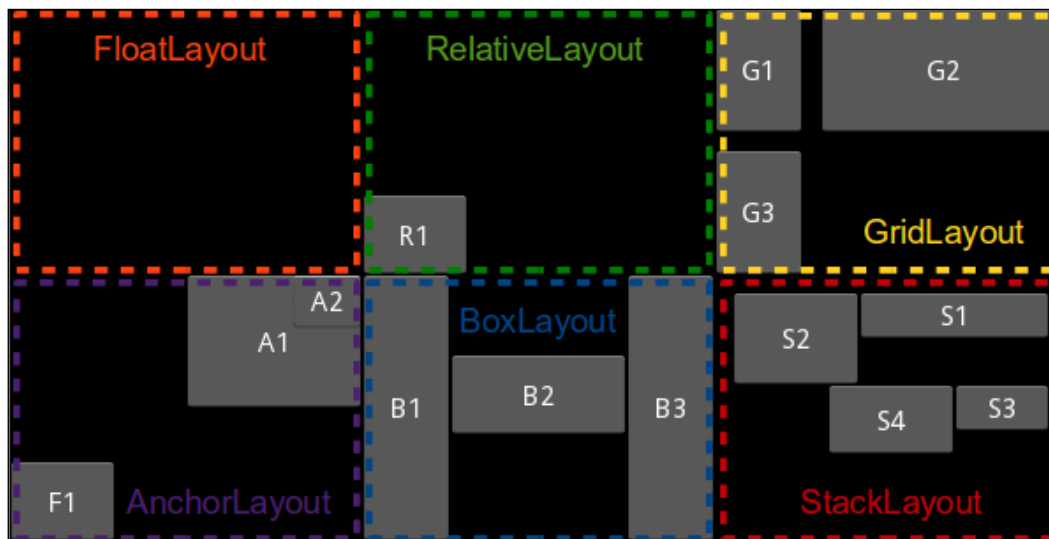 FloatLayout
RelativeLayout
G1
G2
R1
G3
GridLayout
A2
A1
BoxLayout
S1
S2
B1
B2
B3
S3
S4
F1
AnchorLayout
StackLayout